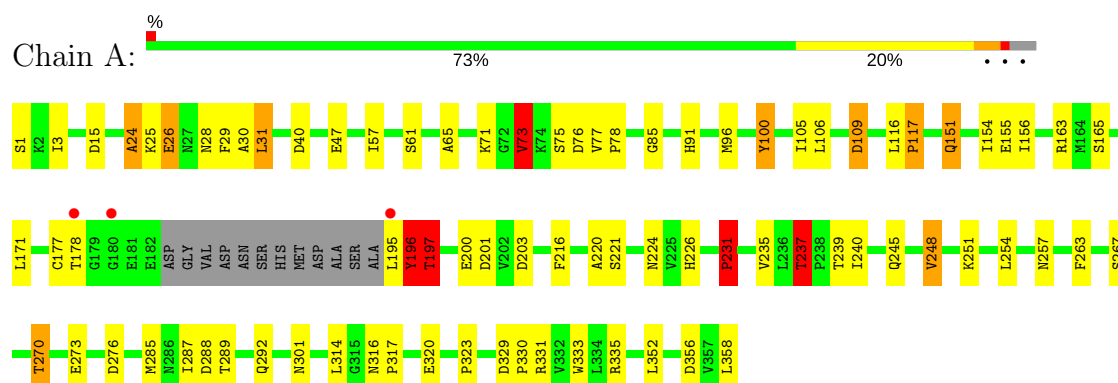 %
Chain A:
73% 20% • • •
S1 K2 I3 D15 A24 K25 E26 N27 N28 F29 A30 L31 D40 E47 I57 S61 A65 K71 G72 V73 K74 S75 D76 V77 P78 G85 H91 M96 Y100 I105 L106 D109 L116 P117 Q151 I154 E155 I156 R163 M164 S165
L171 C177 T178 G179 G180 E181 E182 ASP GLY VAL ASP ASN SER HIS MET ASP ALA SER ALA L195 Y196 T197 E200 D201 V202 D203 F216 A220 S221 N224 V225 H226 P231 V235 L236 T237 P238 T239 I240 Q245 V248 K251 L254 N257 F263 S267
T270 E273 D276 M285 N286 I287 D288 T289 Q292 N301 L314 G315 N316 P317 E320 P323 D329 P330 R331 V332 W333 L334 R335 L352 D356 V357 L358